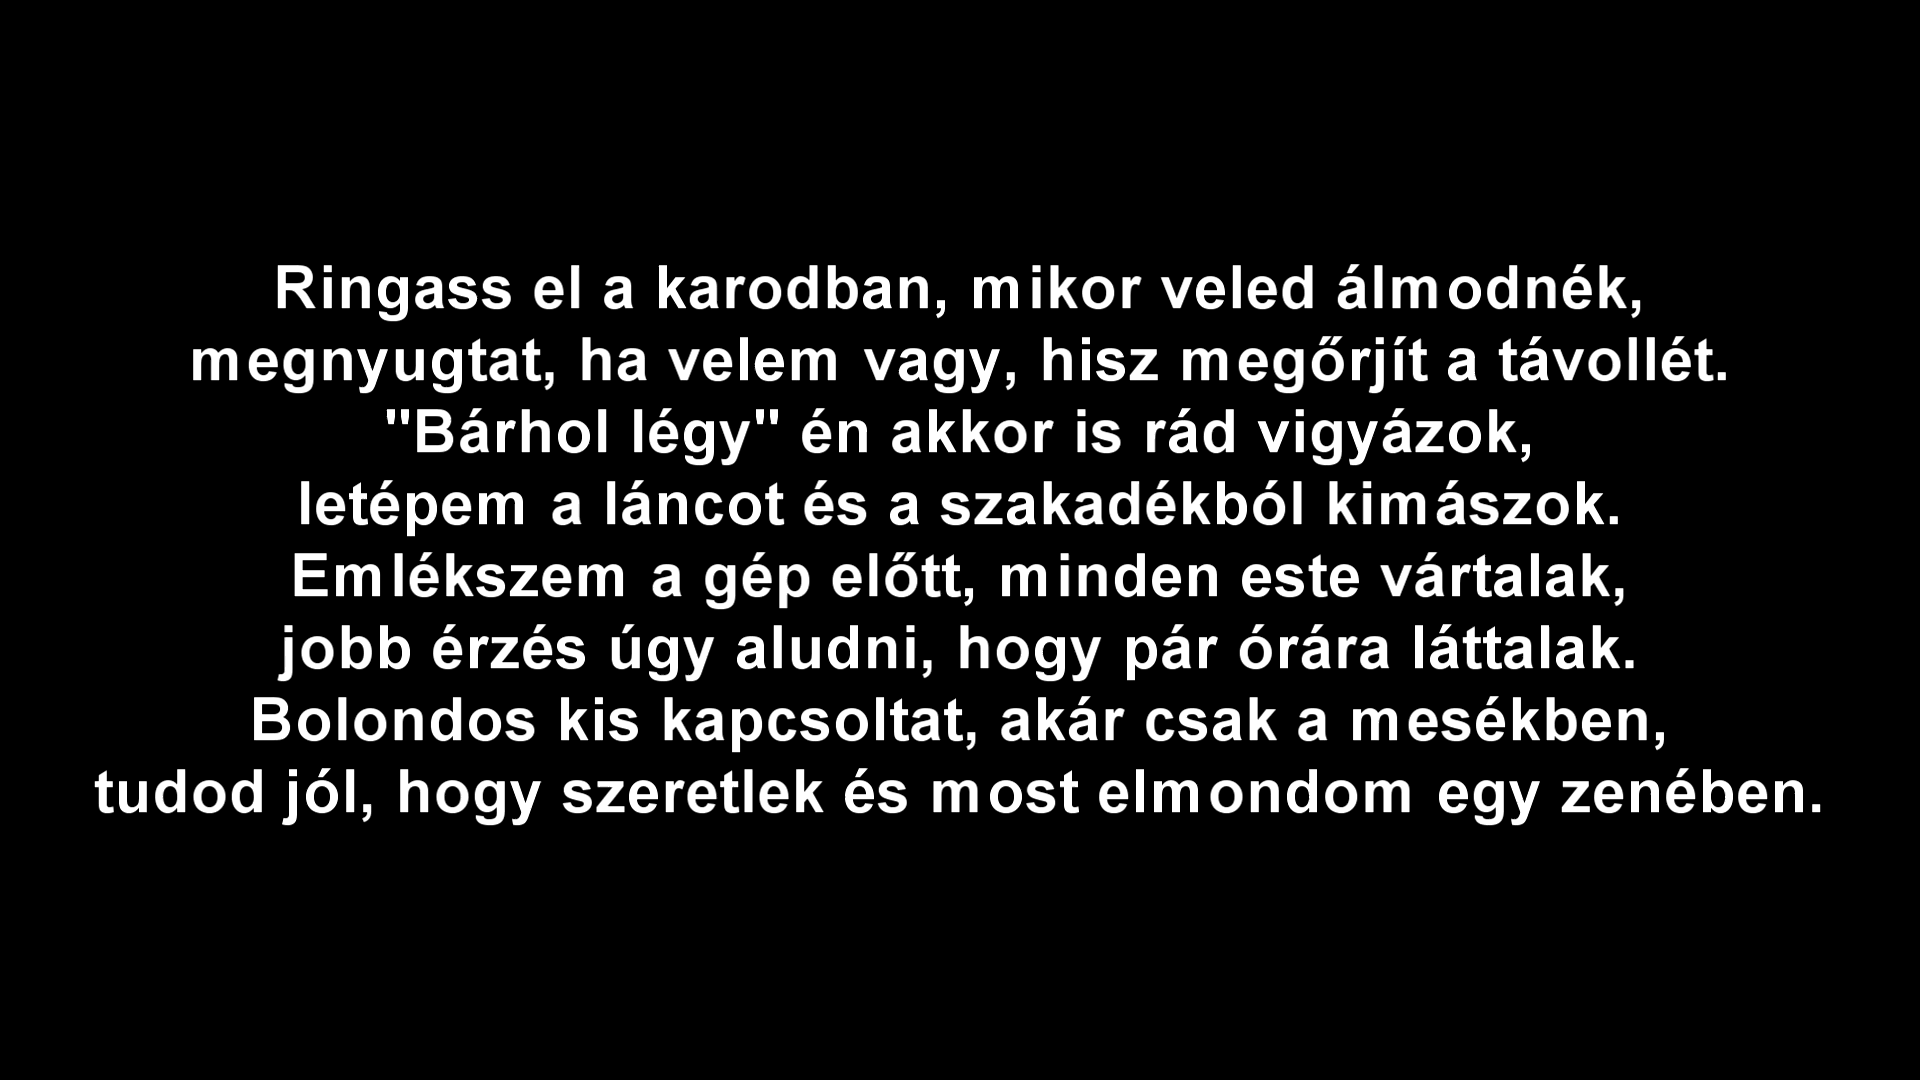 Ringass el a karodban, mikor veled álmodnék,
megnyugtat, ha velem vagy, hisz megőrjít a távollét.
"Bárhol légy" én akkor is rád vigyázok,
letépem a láncot és a szakadékból kimászok.
Emlékszem a gép előtt, minden este vártalak,
jobb érzés úgy aludni, hogy pár órára láttalak.
Bolondos kis kapcsoltat, akár csak a mesékben,
tudod jól, hogy szeretlek és most elmondom egy zenében.